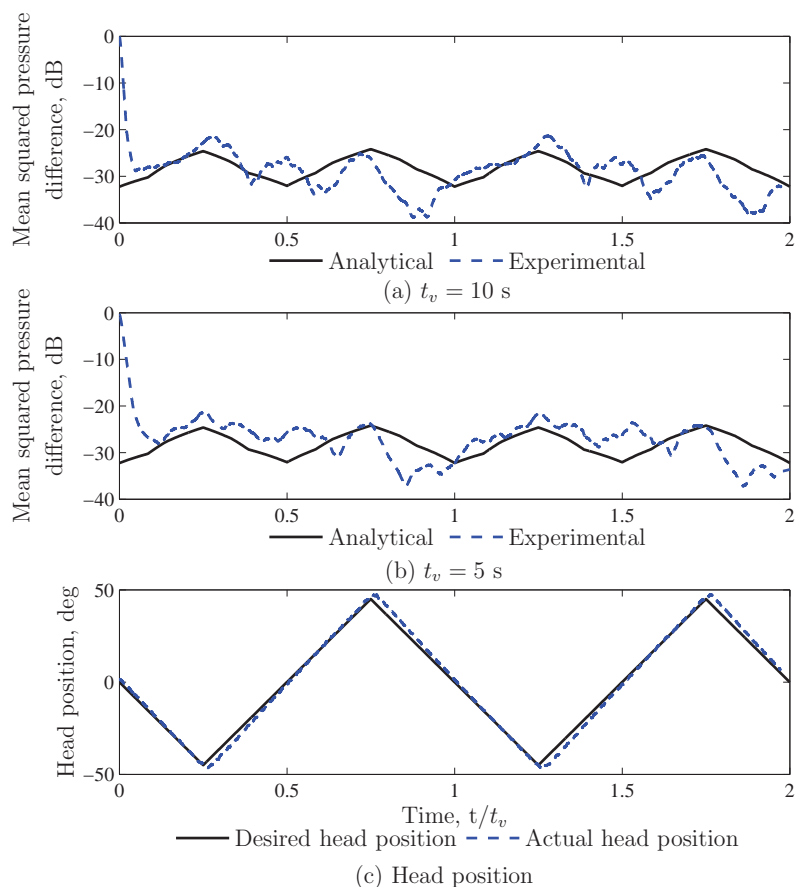 Mean squared pressure
difference, dB
0
−10
−20
−30
−40
0
0.5
1
1.5
2
Analytical
Experimental
(a) t_v = 10 s
Mean squared pressure
difference, dB
0
−10
−20
−30
−40
0
0.5
1
1.5
2
Analytical
Experimental
(b) t_v = 5 s
Head position, deg
50
0
−50
0
0.5
1
1.5
2
Time, t/t_v
Desired head position
Actual head position
(c) Head position